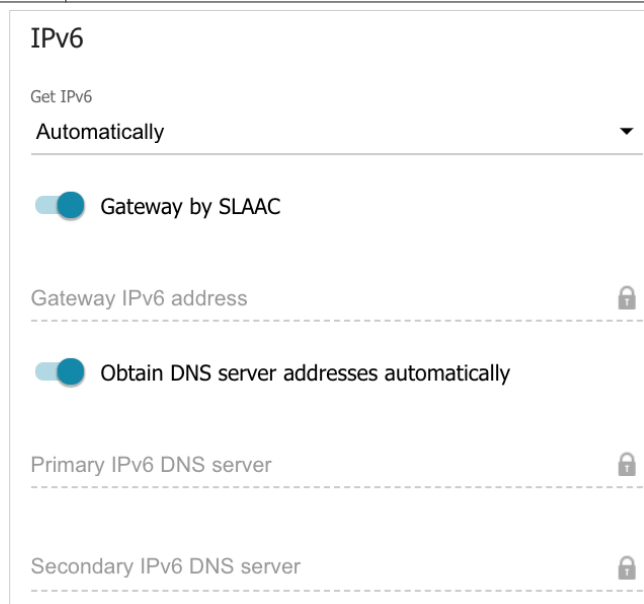 IPv6
Get IPv6
Automatically
Gateway by SLAAC
Gateway IPv6 address
Obtain DNS server addresses automatically
Primary IPv6 DNS server
Secondary IPv6 DNS server